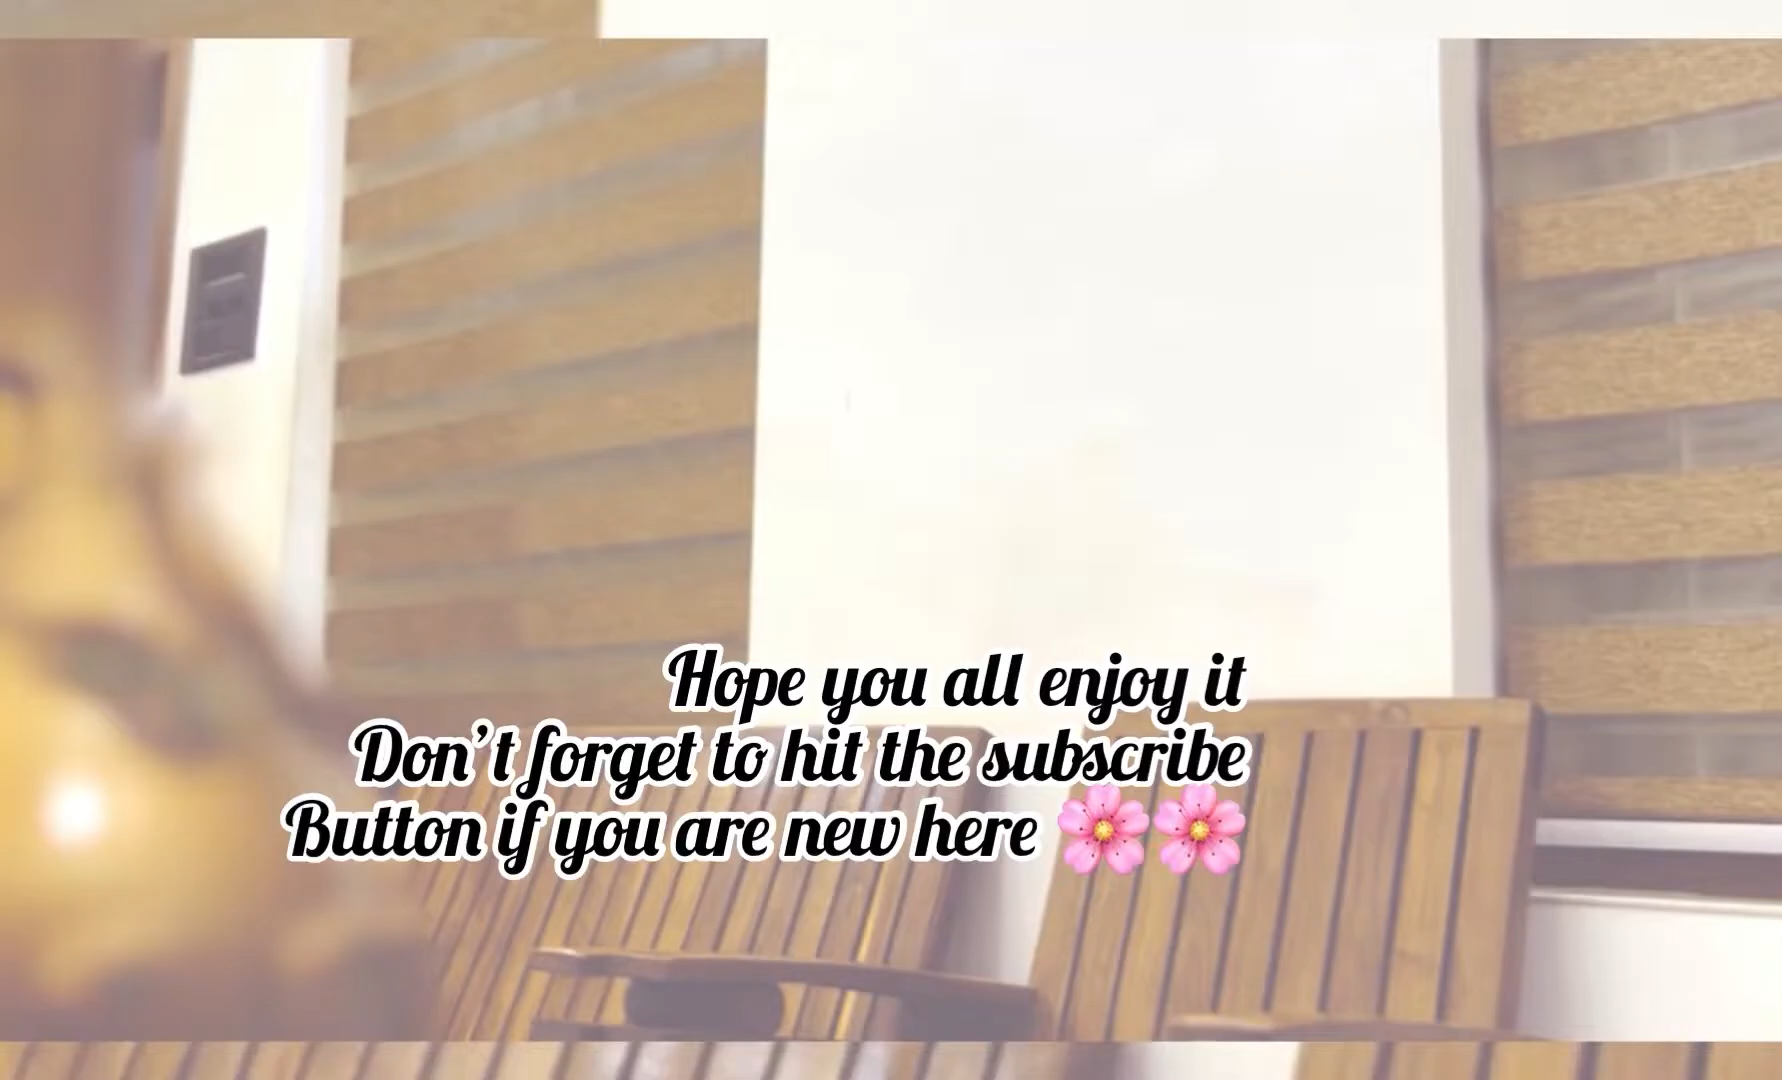 Hope you all enjoy it
Don’t forget to hit the subscribe
Button if you are new here 🌸🌸